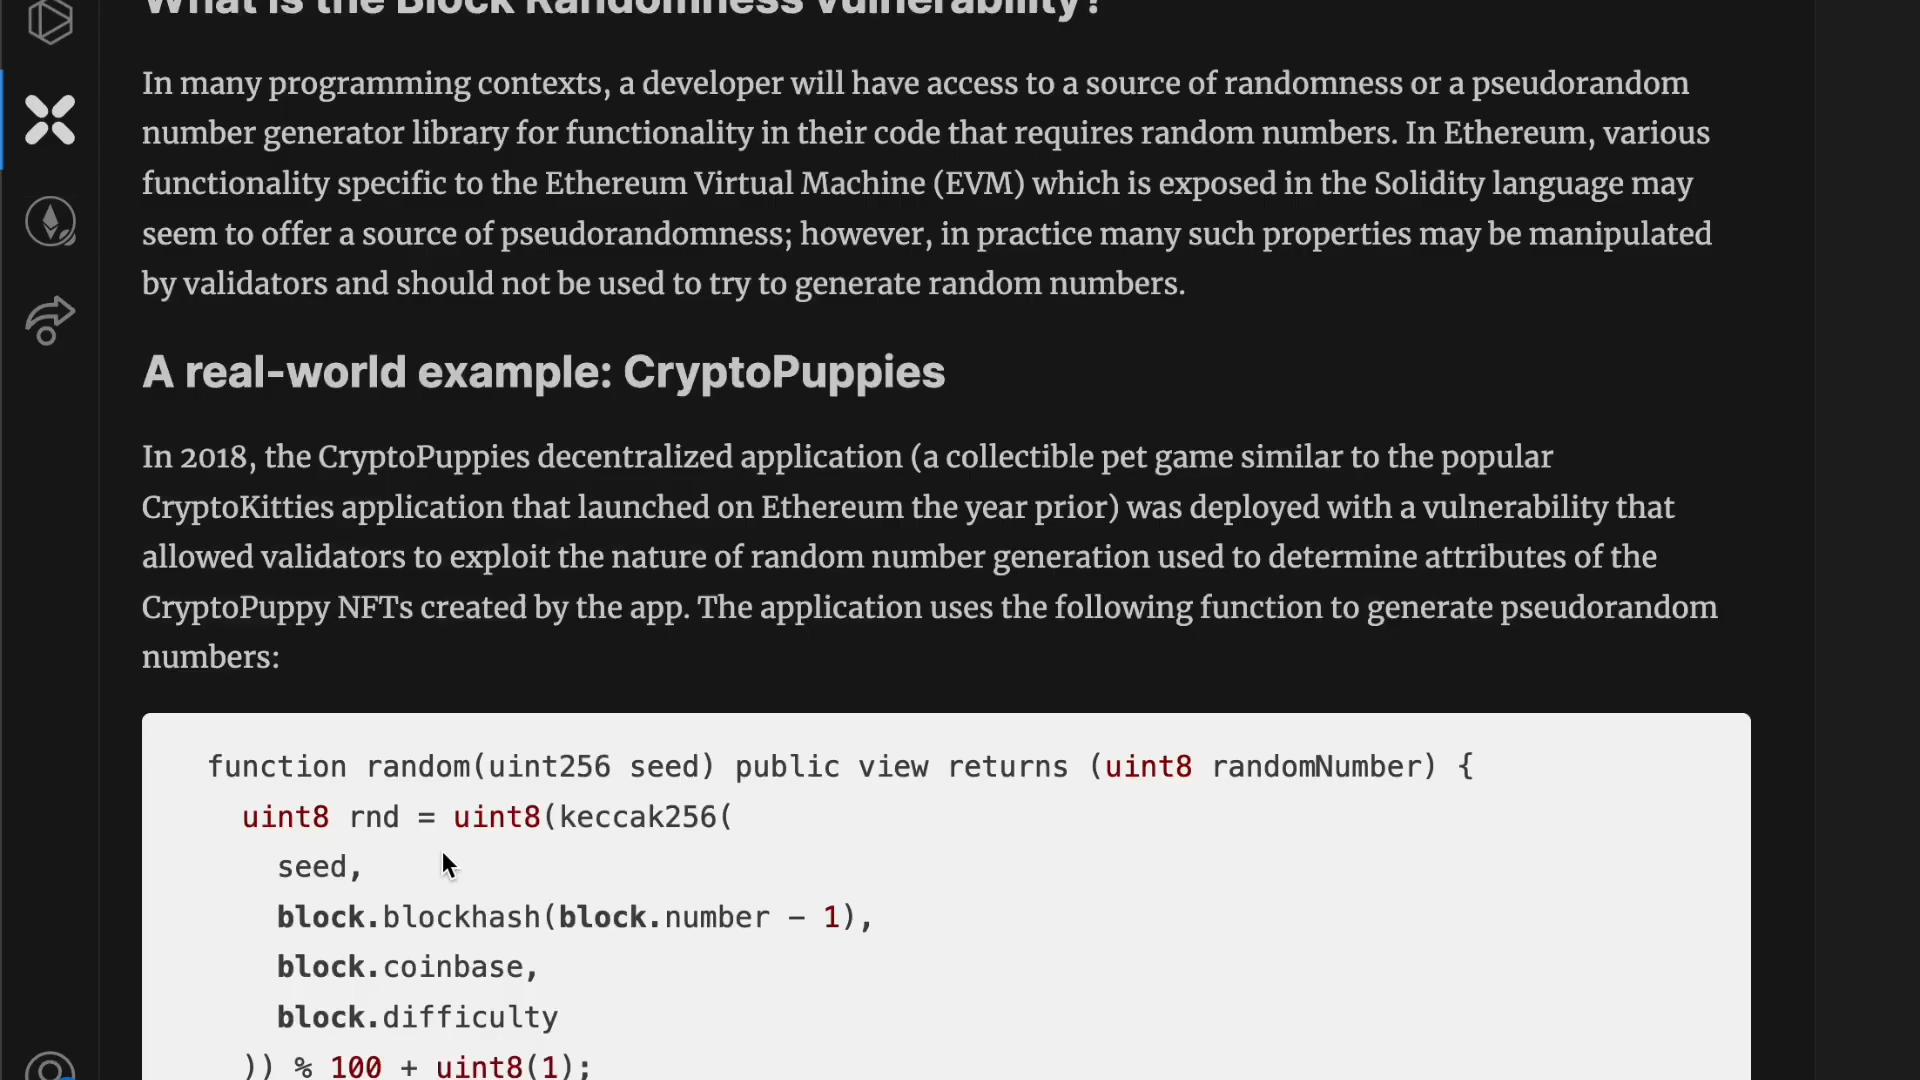 What is the Block Randomness Vulnerability?
In many programming contexts, a developer will have access to a source of randomness or a pseudorandom
number generator library for functionality in their code that requires random numbers. In Ethereum, various
functionality specific to the Ethereum Virtual Machine (EVM) which is exposed in the Solidity language may
seem to offer a source of pseudorandomness; however, in practice many such properties may be manipulated
by validators and should not be used to try to generate random numbers.
A real-world example: CryptoPuppies
In 2018, the CryptoPuppies decentralized application (a collectible pet game similar to the popular
CryptoKitties application that launched on Ethereum the year prior) was deployed with a vulnerability that
allowed validators to exploit the nature of random number generation used to determine attributes of the
CryptoPuppy NFTs created by the app. The application uses the following function to generate pseudorandom
numbers:
function random(uint256 seed) public view returns (uint8 randomNumber) {
uint8 rnd = uint8(keccak256(
seed,
block.blockhash(block.number - 1),
block.coinbase,
block.difficulty
)) % 100 + uint8(1);